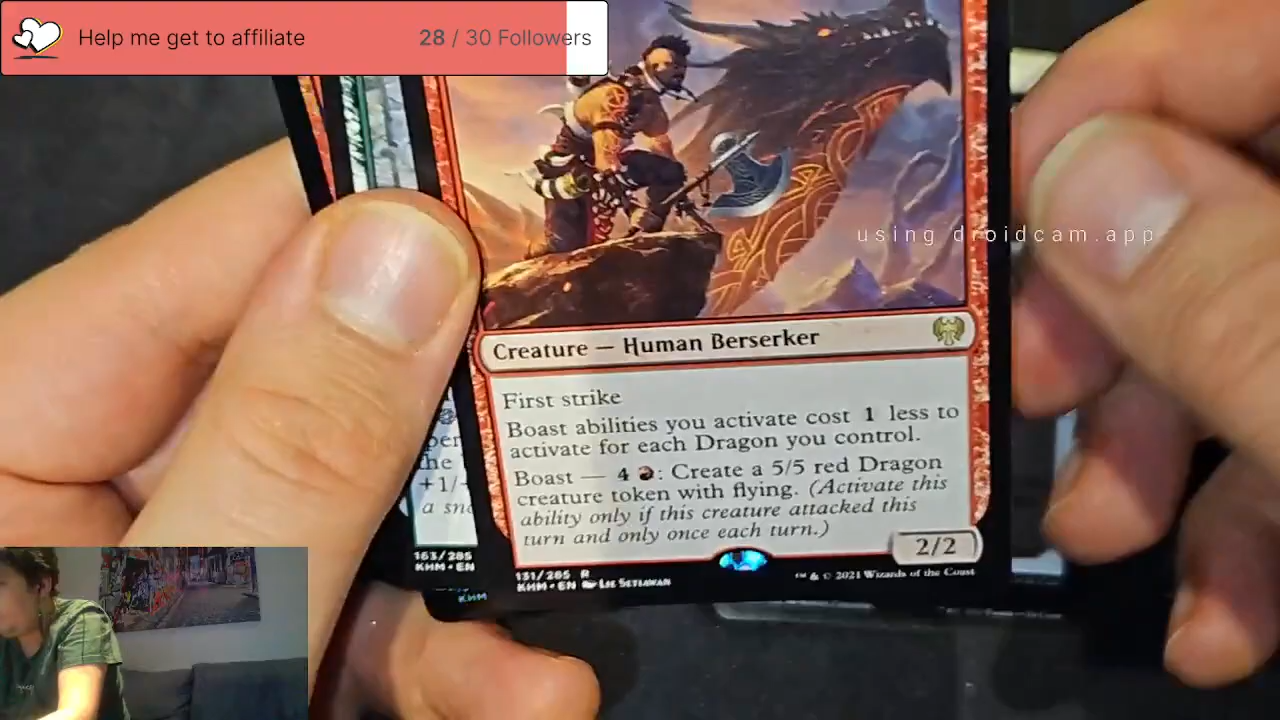 Help me get to affiliate
28 / 30 Followers
using droidcam.app
Creature — Human Berserker
First strike
Boast abilities you activate cost 1 less to
activate for each Dragon you control.
Boast — 4 : Create a 5/5 red Dragon
creature token with flying. (Activate this
ability only if this creature attacked this
turn and only once each turn.)
2/2
131/285 R
KHM • EN Lie Setiawan
™ & © 2021 Wizards of the Coast
per
the
+1/
a sno
163/285
KHM • EN
KHM